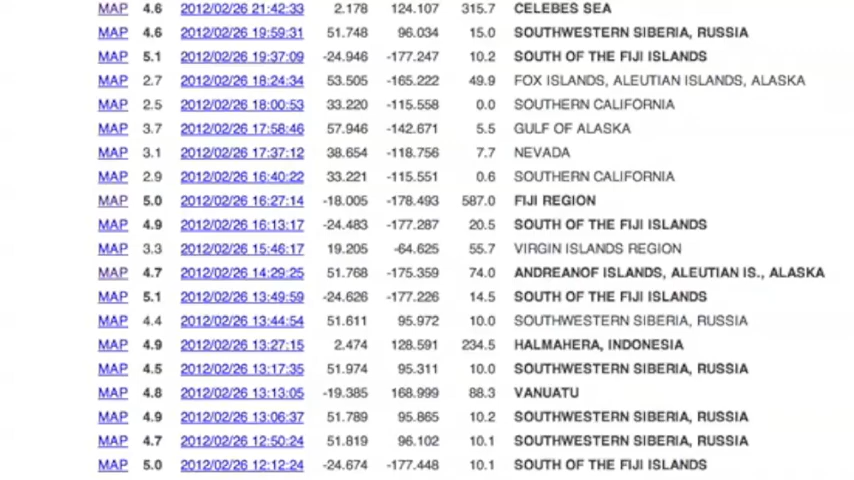 MAP 4.6 2012/02/26 21:42:33 2.178 124.107 315.7 CELEBES SEA
MAP 4.6 2012/02/26 19:59:31 51.748 96.034 15.0 SOUTHWESTERN SIBERIA, RUSSIA
MAP 5.1 2012/02/26 19:37:09 -24.946 -177.247 10.2 SOUTH OF THE FIJI ISLANDS
MAP 2.7 2012/02/26 18:24:34 53.505 -165.222 49.9 FOX ISLANDS, ALEUTIAN ISLANDS, ALASKA
MAP 2.5 2012/02/26 18:00:53 33.220 -115.558 0.0 SOUTHERN CALIFORNIA
MAP 3.7 2012/02/26 17:58:46 57.946 -142.671 5.5 GULF OF ALASKA
MAP 3.1 2012/02/26 17:37:12 38.654 -118.756 7.7 NEVADA
MAP 2.9 2012/02/26 16:40:22 33.221 -115.551 0.6 SOUTHERN CALIFORNIA
MAP 5.0 2012/02/26 16:27:14 -18.005 -178.493 587.0 FIJI REGION
MAP 4.9 2012/02/26 16:13:17 -24.483 -177.287 20.5 SOUTH OF THE FIJI ISLANDS
MAP 3.3 2012/02/26 15:46:17 19.205 -64.625 55.7 VIRGIN ISLANDS REGION
MAP 4.7 2012/02/26 14:29:25 51.768 -175.359 74.0 ANDREANOF ISLANDS, ALEUTIAN IS., ALASKA
MAP 5.1 2012/02/26 13:49:59 -24.626 -177.226 14.5 SOUTH OF THE FIJI ISLANDS
MAP 4.4 2012/02/26 13:44:54 51.611 95.972 10.0 SOUTHWESTERN SIBERIA, RUSSIA
MAP 4.9 2012/02/26 13:27:15 2.474 128.591 234.5 HALMAHERA, INDONESIA
MAP 4.5 2012/02/26 13:17:35 51.974 95.311 10.0 SOUTHWESTERN SIBERIA, RUSSIA
MAP 4.8 2012/02/26 13:13:05 -19.385 168.999 88.3 VANUATU
MAP 4.9 2012/02/26 13:06:37 51.789 95.865 10.2 SOUTHWESTERN SIBERIA, RUSSIA
MAP 4.7 2012/02/26 12:50:24 51.819 96.102 10.1 SOUTHWESTERN SIBERIA, RUSSIA
MAP 5.0 2012/02/26 12:12:24 -24.674 -177.448 10.1 SOUTH OF THE FIJI ISLANDS